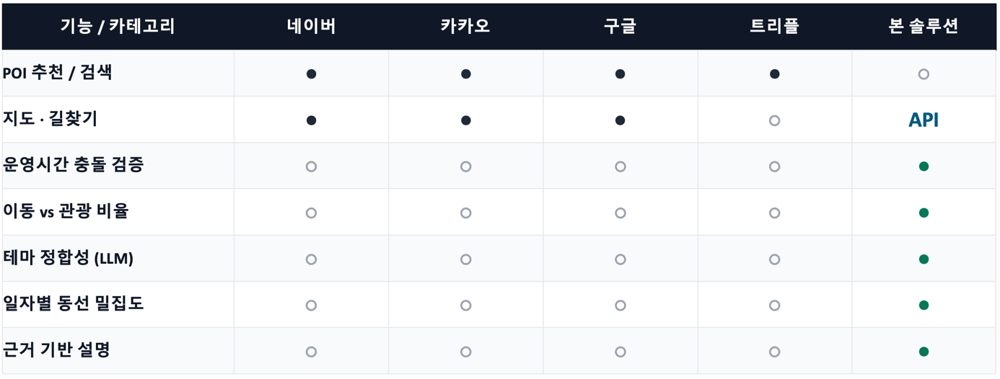 기능 / 카테고리 네이버 카카오 구글 트리플 본 솔루션
POI 추천 / 검색 ● ● ● ● ○
지도 · 길찾기 ● ● ● ○ API
운영시간 충돌 검증 ○ ○ ○ ○ ●
이동 vs 관광 비율 ○ ○ ○ ○ ●
테마 정합성 (LLM) ○ ○ ○ ○ ●
일자별 동선 밀집도 ○ ○ ○ ○ ●
근거 기반 설명 ○ ○ ○ ○ ●